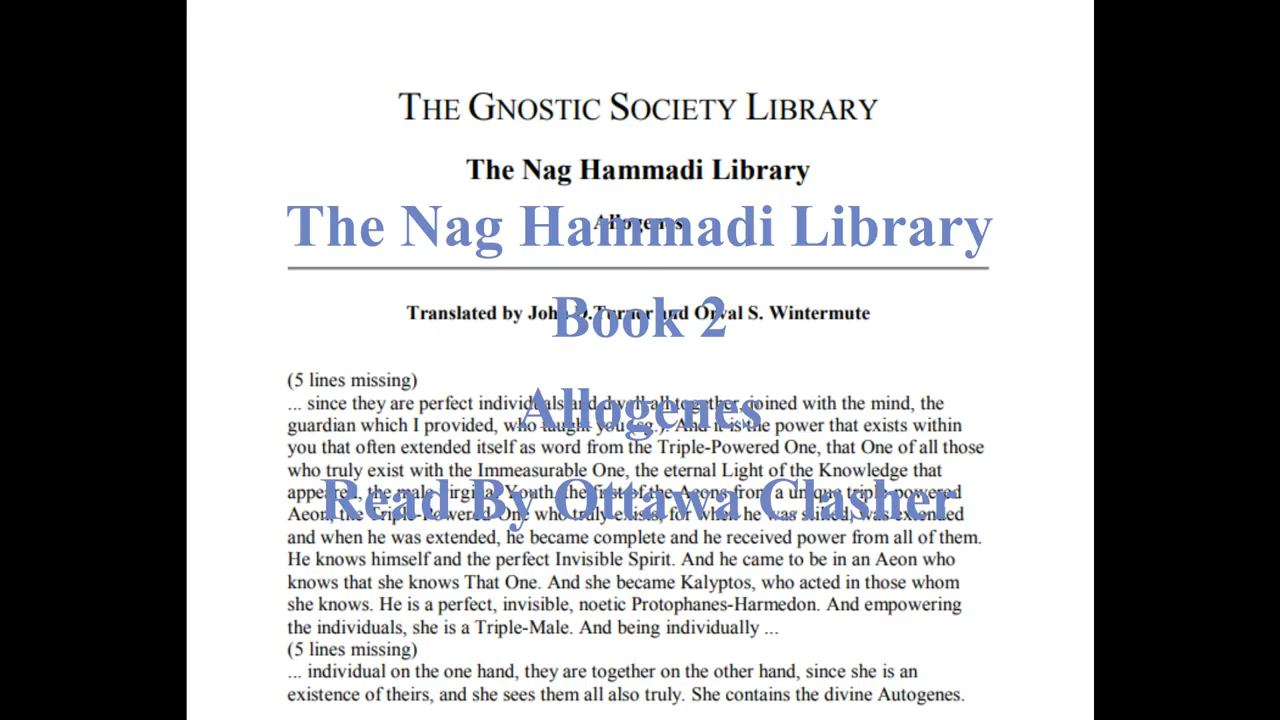 THE GNOSTIC SOCIETY LIBRARY
The Nag Hammadi Library
Allogenes
The Nag Hammadi Library
Translated by John D. Turner and Orval S. Wintermute
Book 2
(5 lines missing)
... since they are perfect individuals and dwell all together, joined with the mind, the
Allogenes
guardian which I provided, who taught you (sg.). And it is the power that exists within
you that often extended itself as word from the Triple-Powered One, that One of all those
who truly exist with the Immeasurable One, the eternal Light of the Knowledge that
appeared, the male virginal Youth, the first of the Aeons from a unique triple-powered
Read By Ottawa Clasher
Aeon, the Triple-Powered One who truly exists, for when he was stilled, was extended
and when he was extended, he became complete and he received power from all of them.
He knows himself and the perfect Invisible Spirit. And he came to be in an Aeon who
knows that she knows That One. And she became Kalyptos, who acted in those whom
she knows. He is a perfect, invisible, noetic Protophanes-Harmedon. And empowering
the individuals, she is a Triple-Male. And being individually ...
(5 lines missing)
... individual on the one hand, they are together on the other hand, since she is an
existence of theirs, and she sees them all also truly. She contains the divine Autogenes.